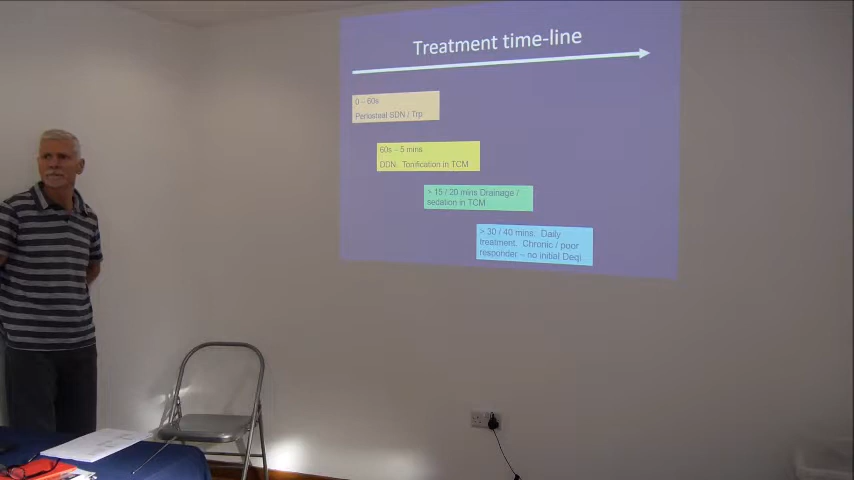 Treatment time-line
0 – 60s
Periosteal SDN / Trp
60s – 5 mins
DDN. Tonification in TCM
> 15 / 20 mins Drainage /
sedation in TCM
> 30 / 40 mins. Daily
treatment. Chronic / poor
responder – no initial Deqi.